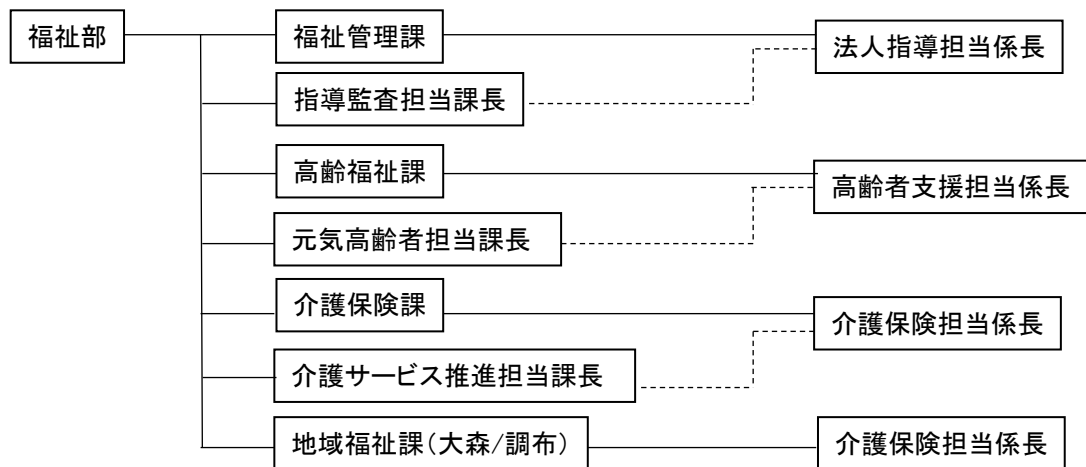 福祉部
福祉管理課
法人指導担当係長
指導監査担当課長
高齢福祉課
高齢者支援担当係長
元気高齢者担当課長
介護保険課
介護保険担当係長
介護サービス推進担当課長
地域福祉課(大森/調布)
介護保険担当係長